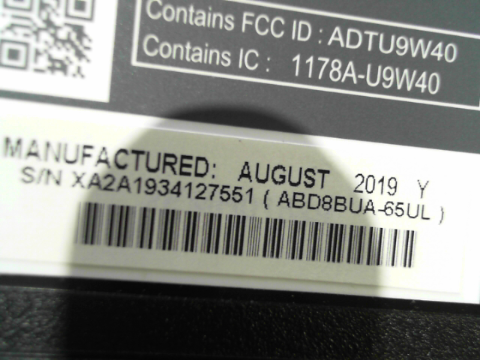 Contains FCC ID : ADTU9W40
Contains IC : 1178A-U9W40
MANUFACTURED: AUGUST 2019 Y
S/N XA2A1934127551 ( ABD8BUA-65UL )